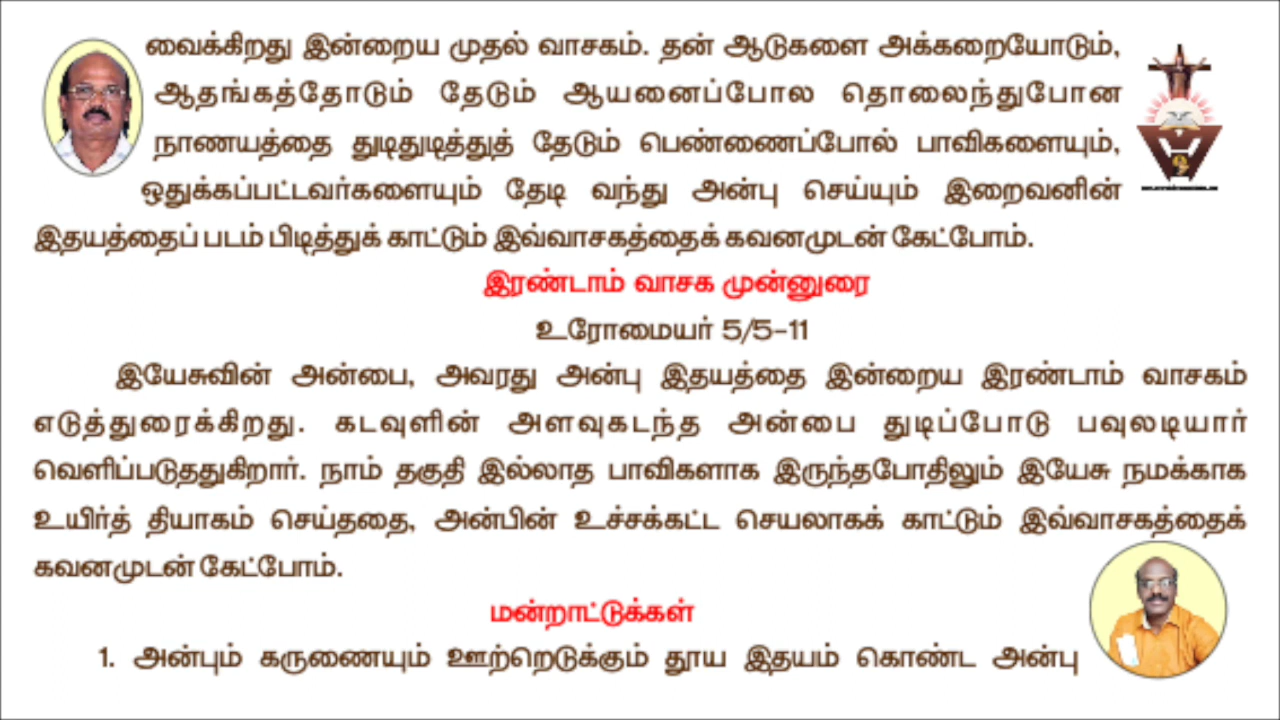 வைக்கிறது இன்றைய முதல் வாசகம். தன் ஆடுகளை அக்கறையோடும்,
ஆதங்கத்தோடும் தேடும் ஆயனைப்போல தொலைந்துபோன
நாணயத்தை துடிதுடித்துத் தேடும் பெண்ணைப்போல் பாவிகளையும்,
ஒதுக்கப்பட்டவர்களையும் தேடி வந்து அன்பு செய்யும் இறைவனின்
இதயத்தைப் படம் பிடித்துக் காட்டும் இவ்வாசகத்தைக் கவனமுடன் கேட்போம்.
இரண்டாம் வாசக முன்னுரை
உரோமையர் 5/5-11
இயேசுவின் அன்பை, அவரது அன்பு இதயத்தை இன்றைய இரண்டாம் வாசகம்
எடுத்துரைக்கிறது. கடவுளின் அளவுகடந்த அன்பை துடிப்போடு பவுலடியார்
வெளிப்படுததுகிறார். நாம் தகுதி இல்லாத பாவிகளாக இருந்தபோதிலும் இயேசு நமக்காக
உயிர்த் தியாகம் செய்ததை, அன்பின் உச்சக்கட்ட செயலாகக் காட்டும் இவ்வாசகத்தைக்
கவனமுடன் கேட்போம்.
மன்றாட்டுக்கள்
1. அன்பும் கருணையும் ஊற்றெடுக்கும் தூய இதயம் கொண்ட அன்பு